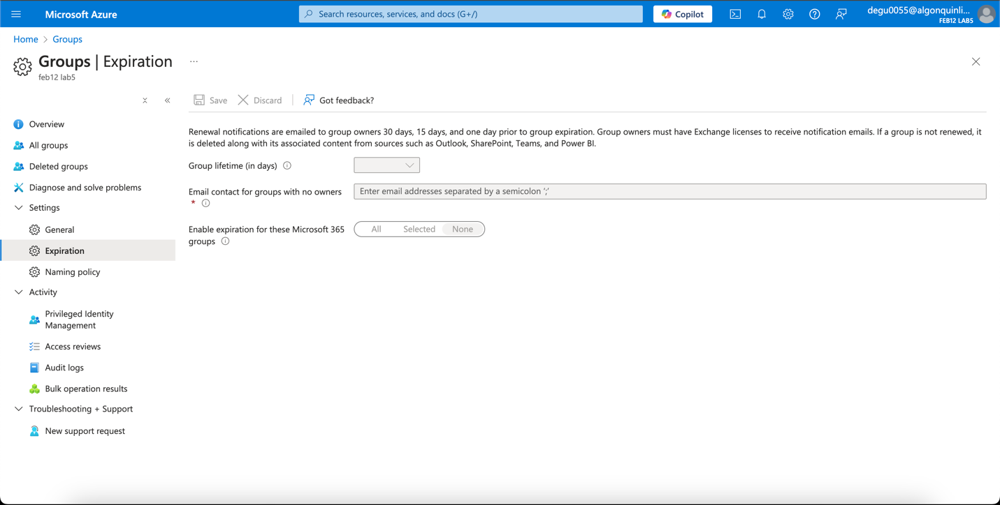 Microsoft Azure
Search resources, services, and docs (G+/)
Copilot
degu0055@algonquinli...
FEB12 LAB5
Home > Groups
Groups | Expiration
...
feb12 lab5
Save
Discard
Got feedback?
Overview
All groups
Deleted groups
Diagnose and solve problems
Settings
General
Expiration
Naming policy
Activity
Privileged Identity
Management
Access reviews
Audit logs
Bulk operation results
Troubleshooting + Support
New support request
Renewal notifications are emailed to group owners 30 days, 15 days, and one day prior to group expiration. Group owners must have Exchange licenses to receive notification emails. If a group is not renewed, it
is deleted along with its associated content from sources such as Outlook, SharePoint, Teams, and Power BI.
Group lifetime (in days)
Email contact for groups with no owners
*
Enter email addresses separated by a semicolon ‘;’
Enable expiration for these Microsoft 365
groups
All Selected None